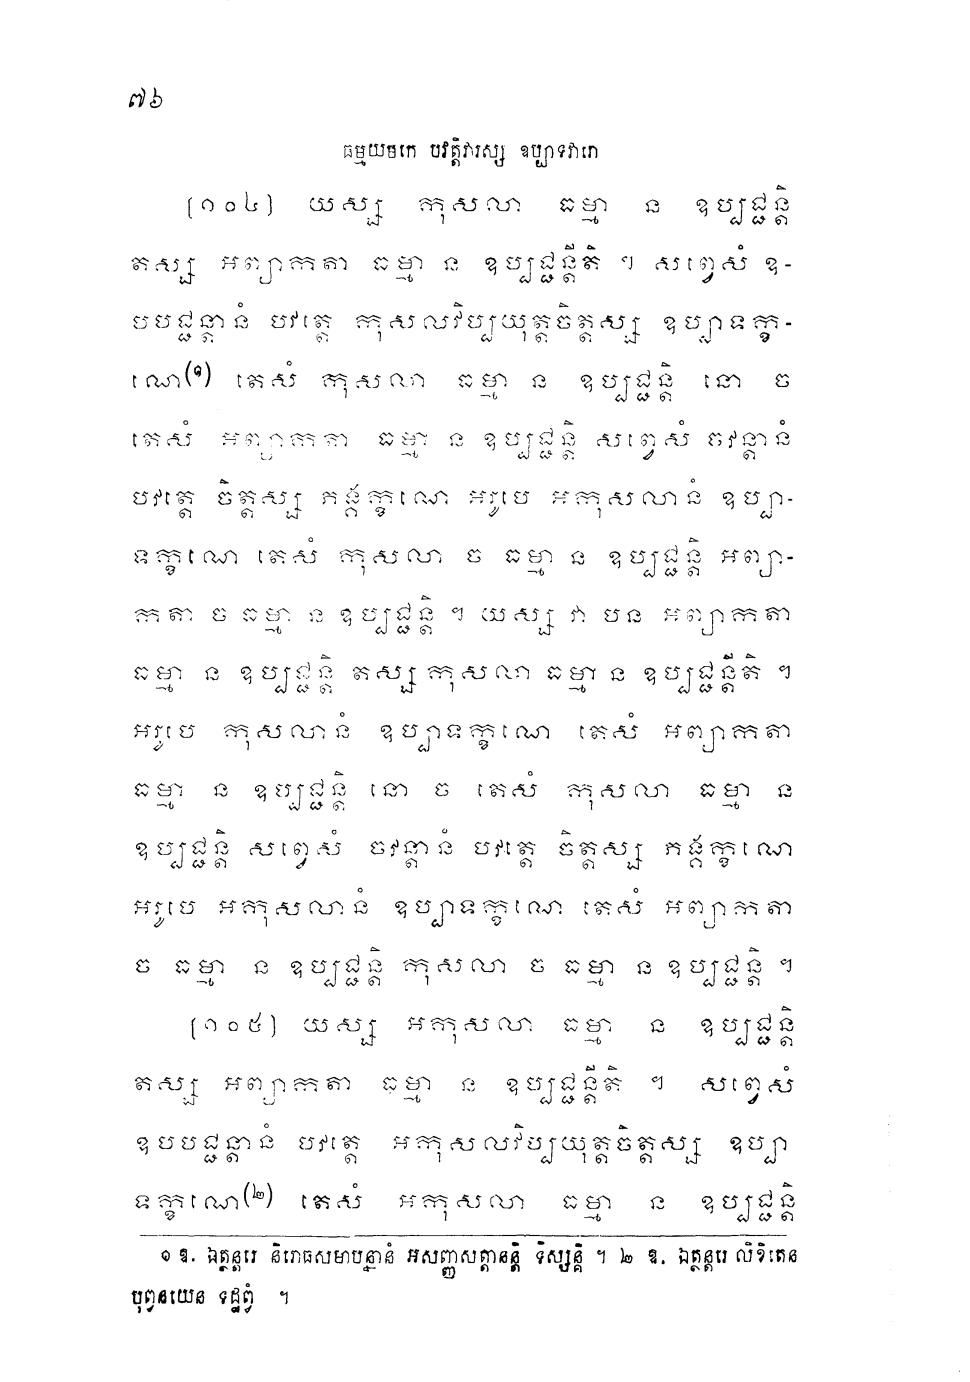 ៧៦
ធម្មយមកេ បវត្តិវារស្ស ឧប្បាទវារោ
[១០៤] យស្ស កុសលា ធម្មា ន ឧប្បជ្ជន្តិ
តស្ស អព្យាកតា ធម្មា ន ឧប្បជ្ជន្តីតិ ។ សព្វេសំ ឧ-
បបជ្ជន្តានំ បវត្តេ កុសលវិប្បយុត្តចិត្តស្ស ឧប្បាទក្ខ-
ណេ(១) តេសំ កុសលា ធម្មា ន ឧប្បជ្ជន្តិ នោ ច
តេសំ អព្យាកតា ធម្មា ន ឧប្បជ្ជន្តិ សព្វេសំ ចវន្តានំ
បវត្តេ ចិត្តស្ស ភង្គក្ខណេ អរូបេ អកុសលានំ ឧប្បា-
ទក្ខណេ តេសំ កុសលា ច ធម្មា ន ឧប្បជ្ជន្តិ អព្យា-
កតា ច ធម្មា ន ឧប្បជ្ជន្តិ ។ យស្ស វា បន អព្យាកតា
ធម្មា ន ឧប្បជ្ជន្តិ តស្ស កុសលា ធម្មា ន ឧប្បជ្ជន្តីតិ ។
អរូបេ កុសលានំ ឧប្បាទក្ខណេ តេសំ អព្យាកតា
ធម្មា ន ឧប្បជ្ជន្តិ នោ ច តេសំ កុសលា ធម្មា ន
ឧប្បជ្ជន្តិ សព្វេសំ ចវន្តានំ បវត្តេ ចិត្តស្ស ភង្គក្ខណេ
អរូបេ អកុសលានំ ឧប្បាទក្ខណេ តេសំ អព្យាកតា
ច ធម្មា ន ឧប្បជ្ជន្តិ កុសលា ច ធម្មា ន ឧប្បជ្ជន្តិ ។
[១០៥] យស្ស អកុសលា ធម្មា ន ឧប្បជ្ជន្តិ
តស្ស អព្យាកតា ធម្មា ន ឧប្បជ្ជន្តីតិ ។ សព្វេសំ
ឧបបជ្ជន្តានំ បវត្តេ អកុសលវិប្បយុត្តចិត្តស្ស ឧប្បា
ទក្ខណេ(២) តេសំ អកុសលា ធម្មា ន ឧប្បជ្ជន្តិ
១ ឱ. ឯត្ថន្តរេ និរោធសមាបន្នានំ អសញ្ញសត្តានន្តិ ទិស្សន្តិ ។ ២ ឱ. ឯត្ថន្តរេ លិខិតេន
បុព្វនយេន ទដ្ឋព្វំ ។